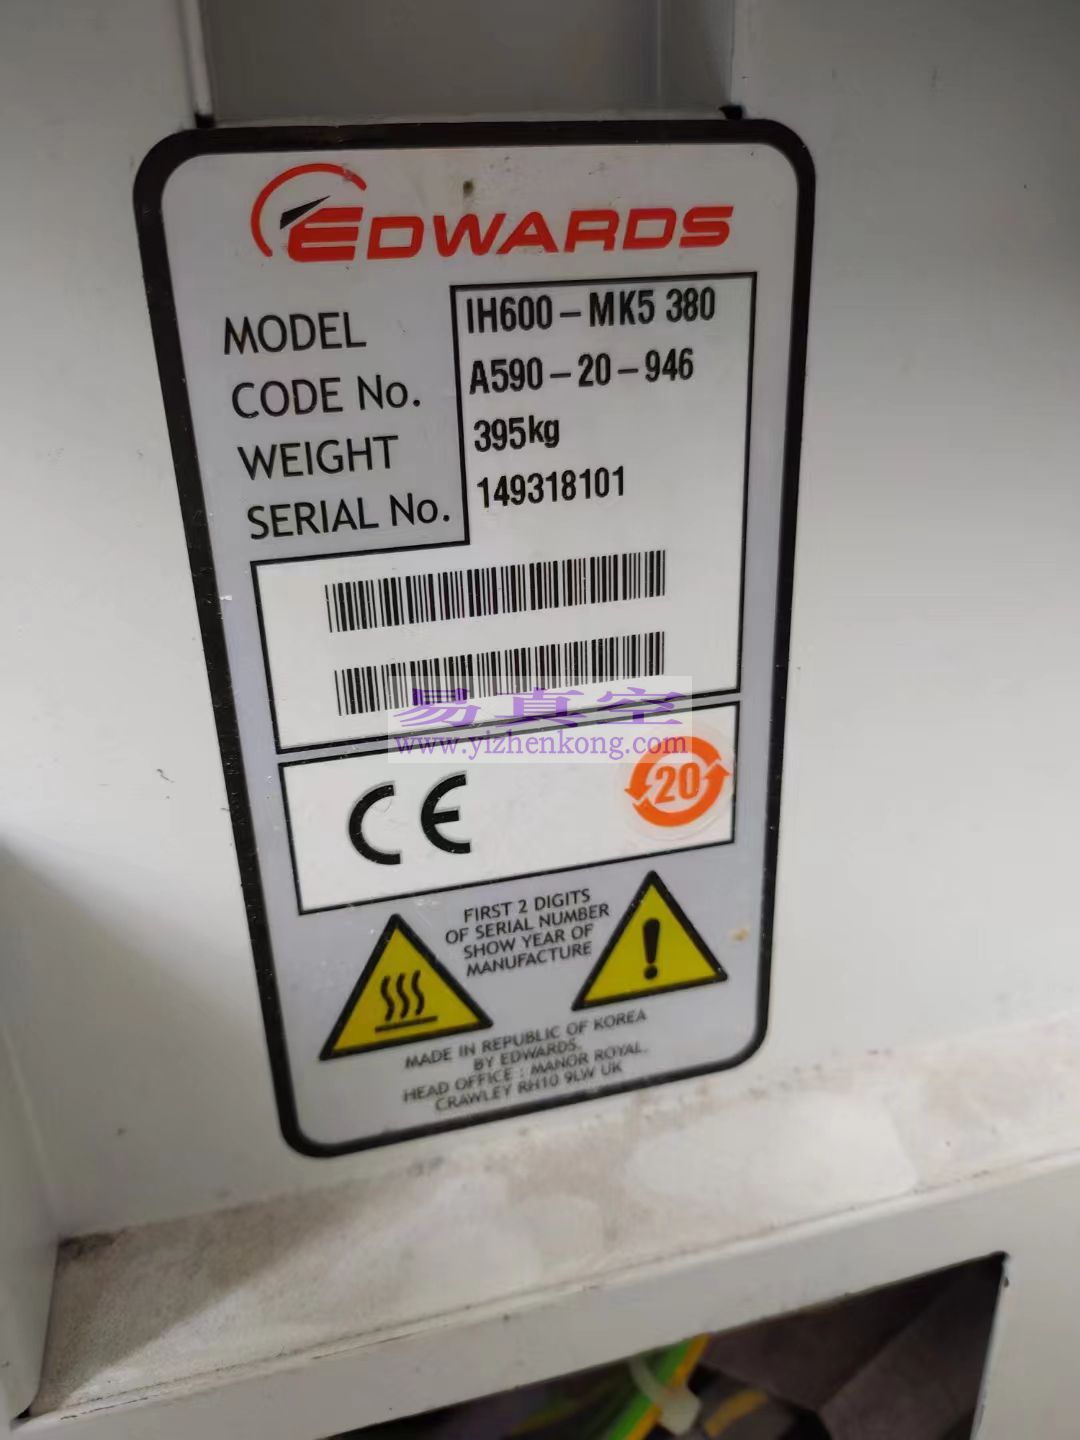 EDWARDS
MODEL IH600-MK5 380
CODE No. A590-20-946
WEIGHT 395kg
SERIAL No. 149318101
易真空
www.yizhenkong.com
CE
20
FIRST 2 DIGITS
OF SERIAL NUMBER
SHOW YEAR OF
MANUFACTURE
MADE IN REPUBLIC OF KOREA
BY EDWARDS.
HEAD OFFICE : MANOR ROYAL.
CRAWLEY RH10 9LW UK